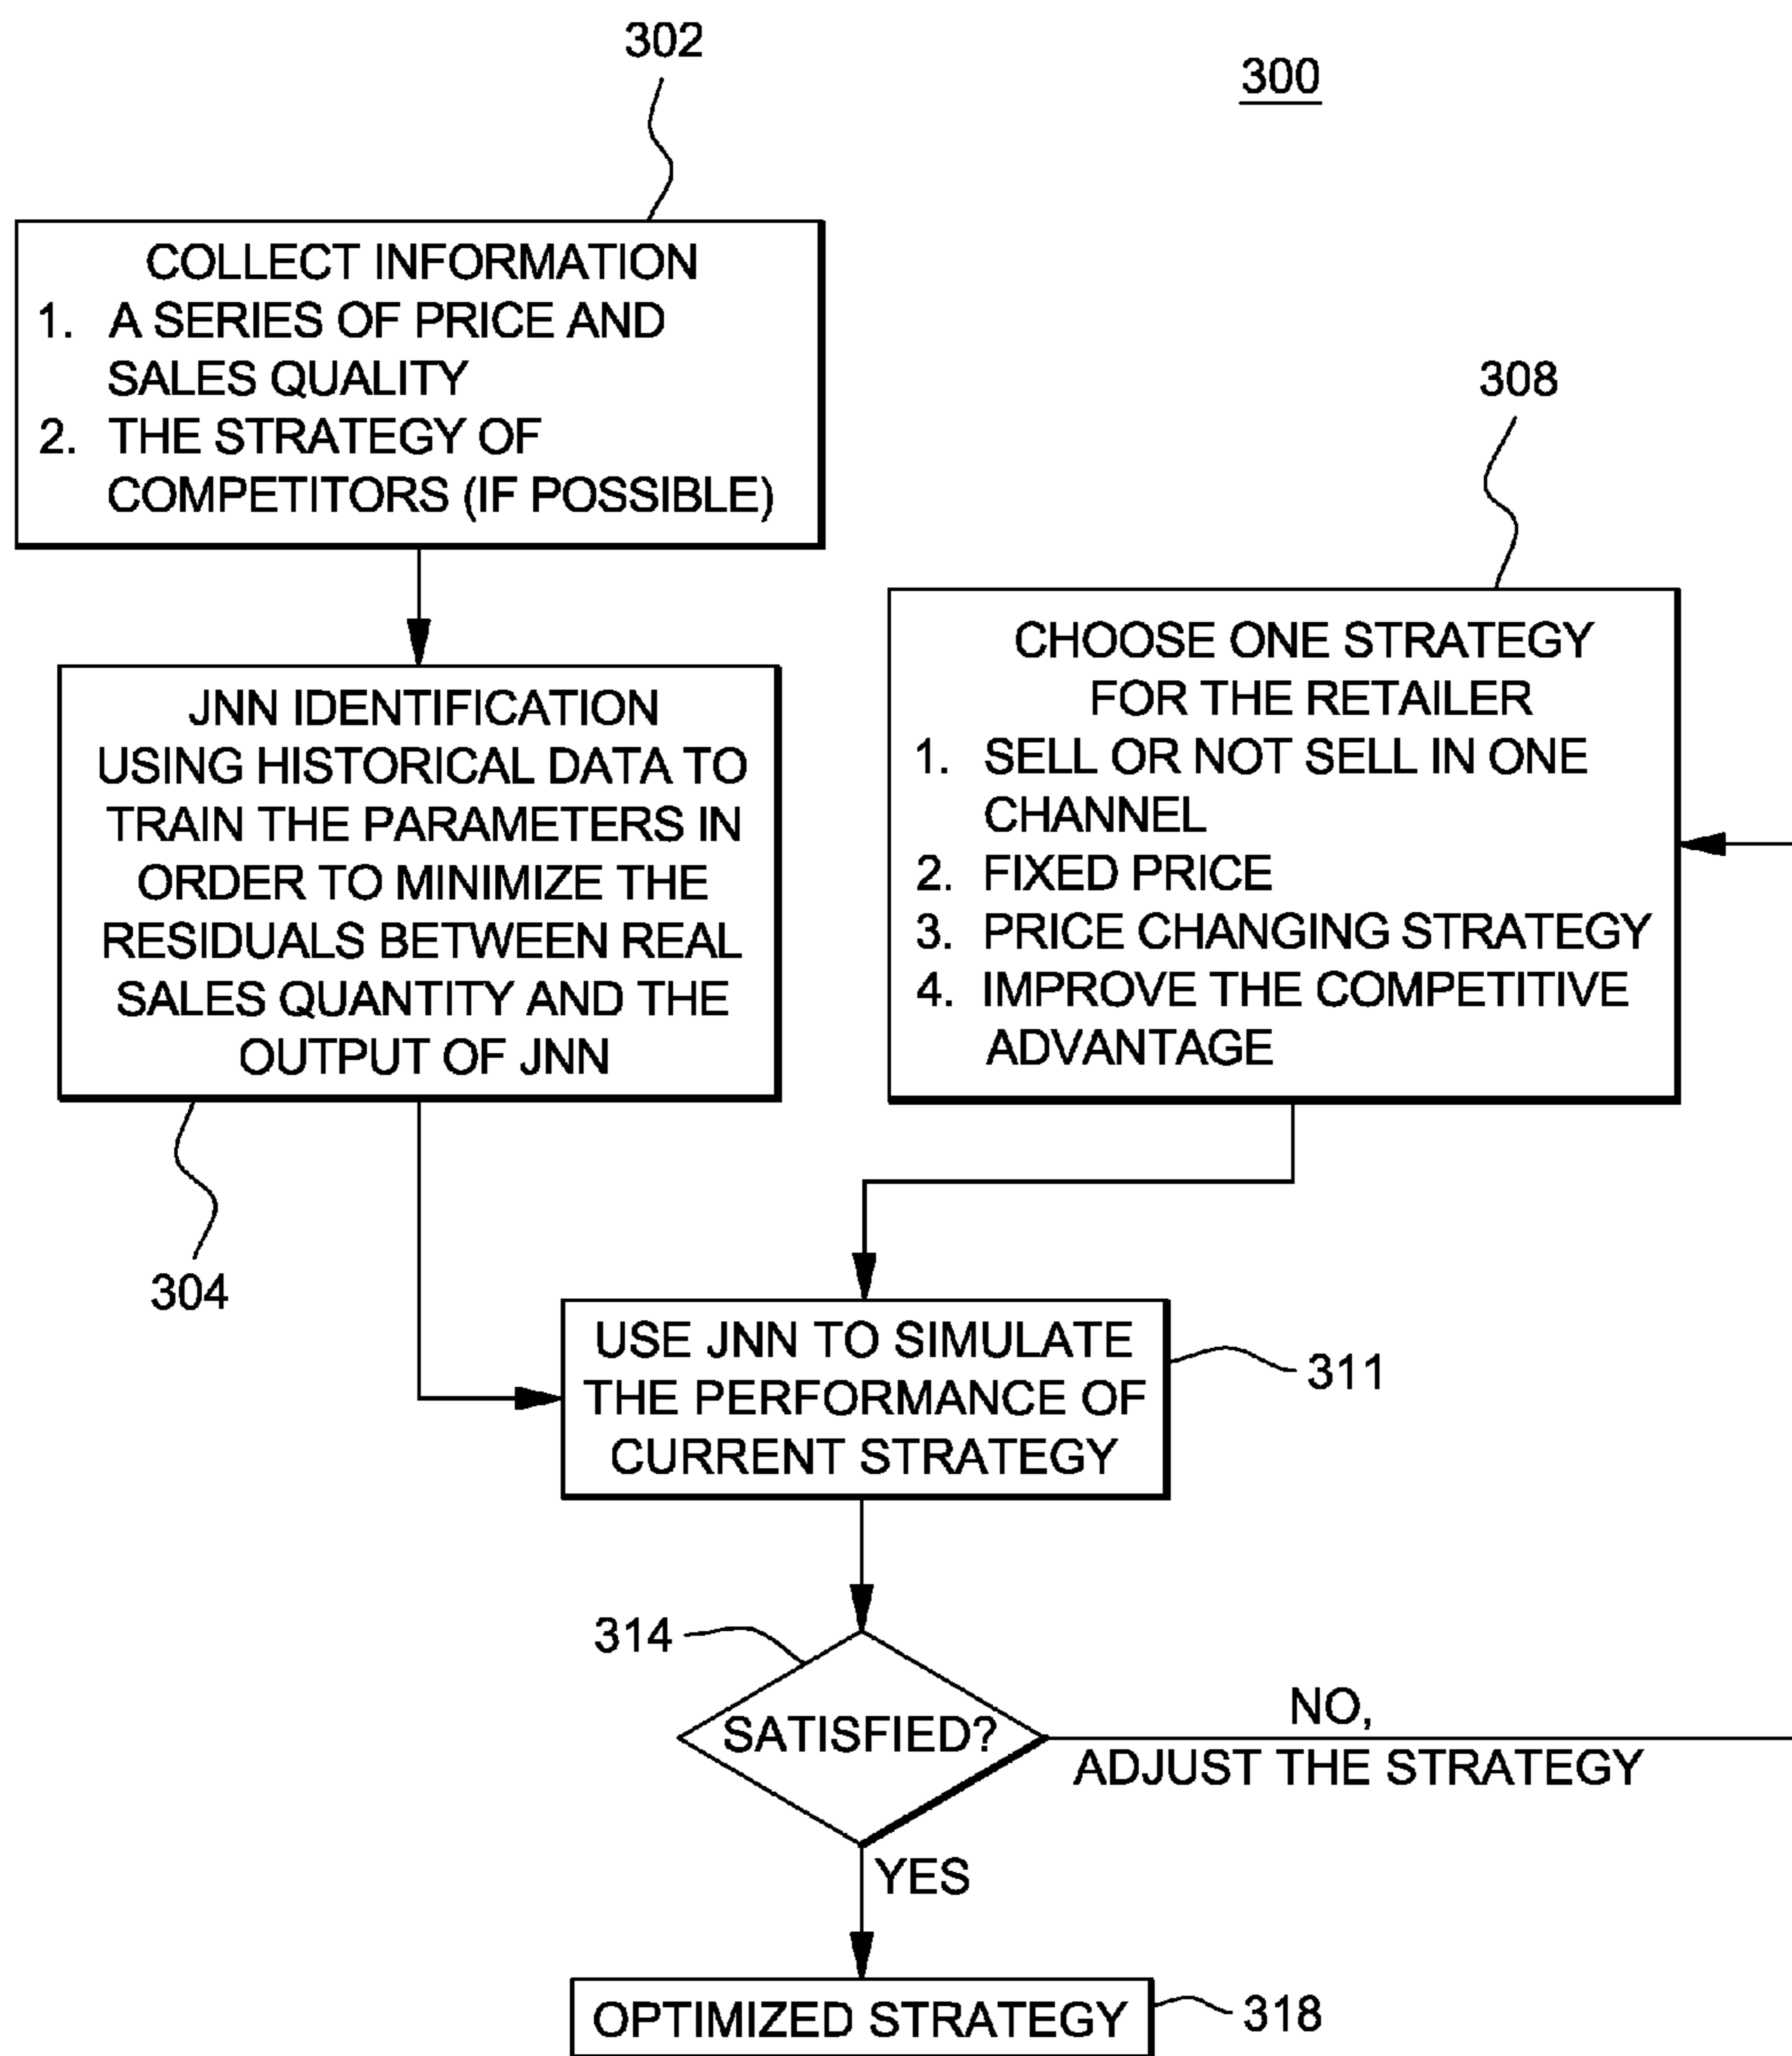 302
300
COLLECT INFORMATION
1. A SERIES OF PRICE AND
SALES QUALITY
2. THE STRATEGY OF
COMPETITORS (IF POSSIBLE)
308
CHOOSE ONE STRATEGY
FOR THE RETAILER
1. SELL OR NOT SELL IN ONE
CHANNEL
2. FIXED PRICE
3. PRICE CHANGING STRATEGY
4. IMPROVE THE COMPETITIVE
ADVANTAGE
JNN IDENTIFICATION
USING HISTORICAL DATA TO
TRAIN THE PARAMETERS IN
ORDER TO MINIMIZE THE
RESIDUALS BETWEEN REAL
SALES QUANTITY AND THE
OUTPUT OF JNN
304
USE JNN TO SIMULATE
THE PERFORMANCE OF
CURRENT STRATEGY
311
314
SATISFIED?
NO,
ADJUST THE STRATEGY
YES
OPTIMIZED STRATEGY
318